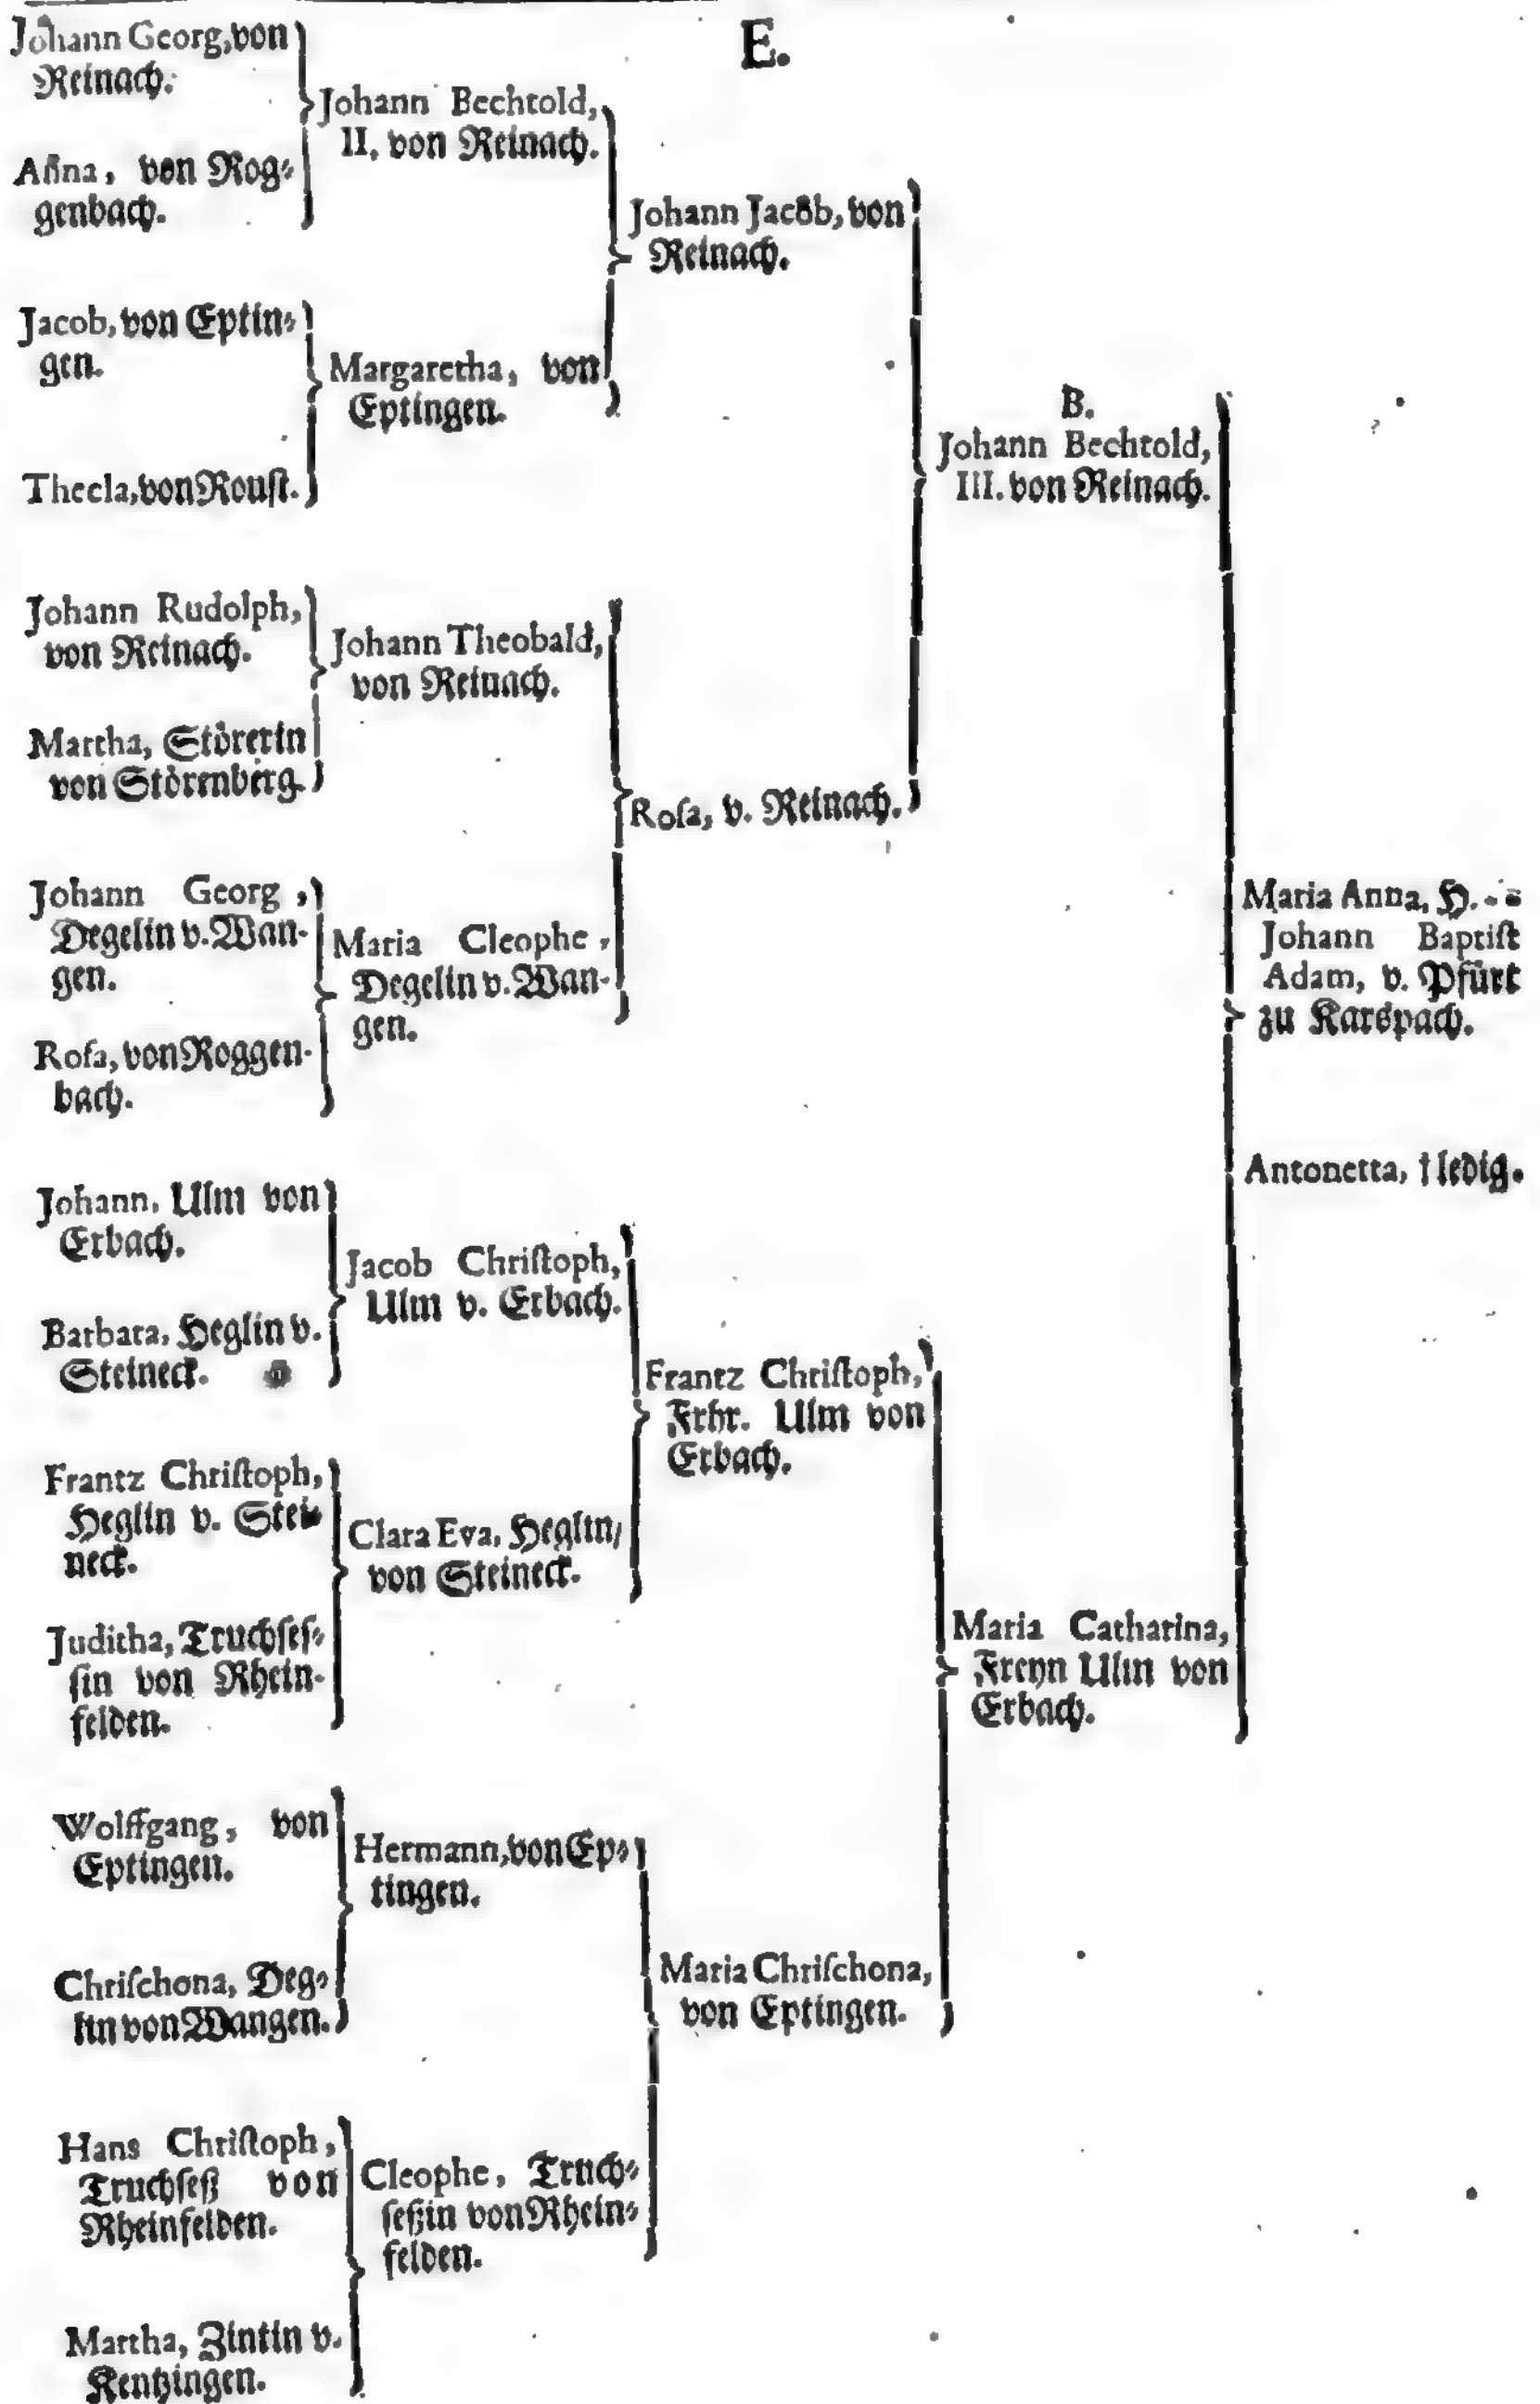 E.
Johann Georg, von
Reinach.
Anna, von Rog-
genbach.
Jacob, von Eptin-
gen.
Thecla, von Roust.
Johann Rudolph,
von Reinach.
Martha, Störerin
von Störenberg.
Johann Georg,
Degelin v. Wan-
gen.
Rosa, von Roggen-
bach.
Johann, Ulm von
Erbach.
Barbara, Heglin v.
Steineck.
Frantz Christoph,
Heglin v. Stei-
neck.
Juditha, Truchses-
sin von Rhein-
felden.
Wolffgang, von
Eptingen.
Chrischona, Deg-
lin von Wangen.
Hans Christoph,
Truchseß von
Rheinfelden.
Martha, Zintin v.
Kentzingen.
Johann Bechtold,
II. von Reinach.
Margaretha, von
Eptingen.
Johann Theobald,
von Reinach.
Maria Cleophe,
Degelin v. Wan-
gen.
Jacob Christoph,
Ulm v. Erbach.
Clara Eva, Heglin,
von Steineck.
Hermann, von Ep-
tingen.
Cleophe, Truch-
seßin von Rhein-
felden.
Johann Jacob, von
Reinach.
Rosa, v. Reinach.
Frantz Christoph,
Frhr. Ulm von
Erbach.
Maria Chrischona,
von Eptingen.
B.
Johann Bechtold,
III. von Reinach.
Maria Catharina,
Freyn Ulm von
Erbach.
Maria Anna, H. --
Johann Baptist
Adam, v. Pfürt
zu Karspach.
Antonetta, † ledig.